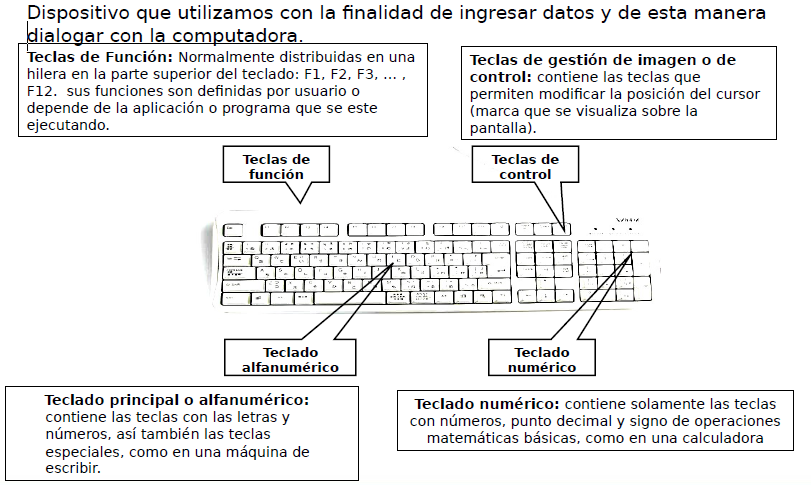 Dispositivo que utilizamos con la finalidad de ingresar datos y de esta manera
dialogar con la computadora.
Teclas de Función: Normalmente distribuidas en una
hilera en la parte superior del teclado: F1, F2, F3, ... ,
F12.  sus funciones son definidas por usuario o
depende de la aplicación o programa que se este
ejecutando.
Teclas de gestión de imagen o de
control: contiene las teclas que
permiten modificar la posición del cursor
(marca que se visualiza sobre la
pantalla).
Teclas de
función
Teclas de
control
Teclado
alfanumérico
Teclado
numérico
Teclado principal o alfanumérico:
contiene las teclas con las letras y
números, así también las teclas
especiales, como en una máquina de
escribir.
Teclado numérico: contiene solamente las teclas
con números, punto decimal y signo de operaciones
matemáticas básicas, como en una calculadora